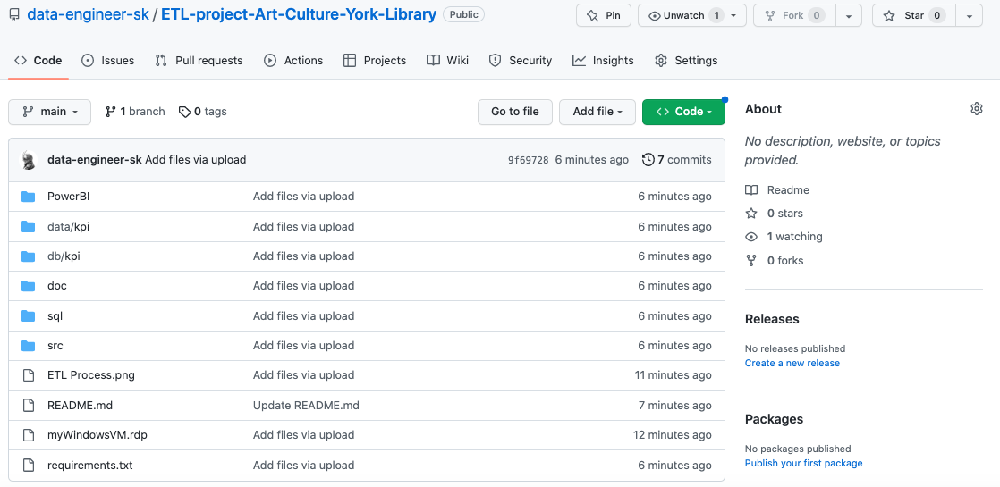 data-engineer-sk / ETL-project-Art-Culture-York-Library Public
Pin Unwatch 1 Fork 0 Star 0
Code Issues Pull requests Actions Projects Wiki Security Insights Settings
main 1 branch 0 tags Go to file Add file Code
data-engineer-sk Add files via upload 9f69728 6 minutes ago 7 commits
PowerBI Add files via upload 6 minutes ago
data/kpi Add files via upload 6 minutes ago
db/kpi Add files via upload 6 minutes ago
doc Add files via upload 6 minutes ago
sql Add files via upload 6 minutes ago
src Add files via upload 6 minutes ago
ETL Process.png Add files via upload 11 minutes ago
README.md Update README.md 7 minutes ago
myWindowsVM.rdp Add files via upload 12 minutes ago
requirements.txt Add files via upload 6 minutes ago
About
No description, website, or topics
provided.
Readme
0 stars
1 watching
0 forks
Releases
No releases published
Create a new release
Packages
No packages published
Publish your first package